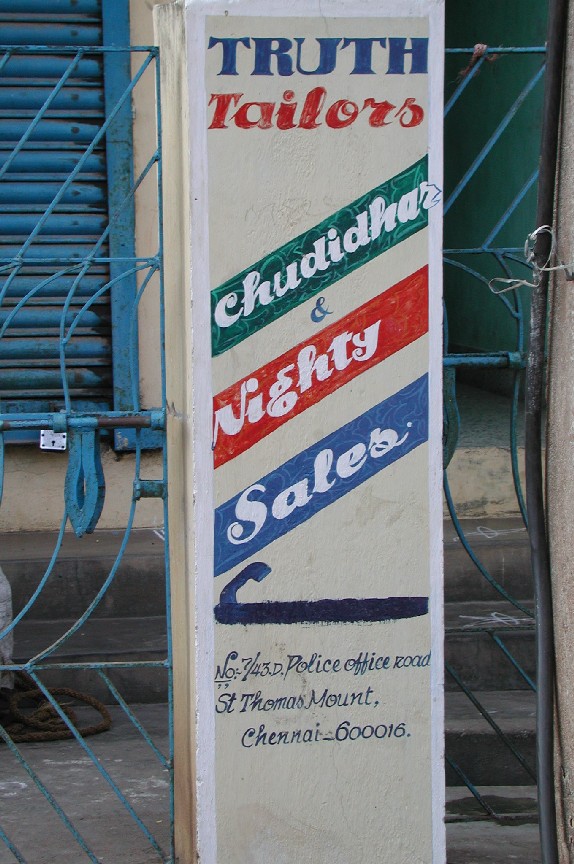 TRUTH
Tailors
Chudidhar
&
Nighty
Sales.
No:-7/43.D. Police office road
St Thomas Mount,
Chennai-600016.